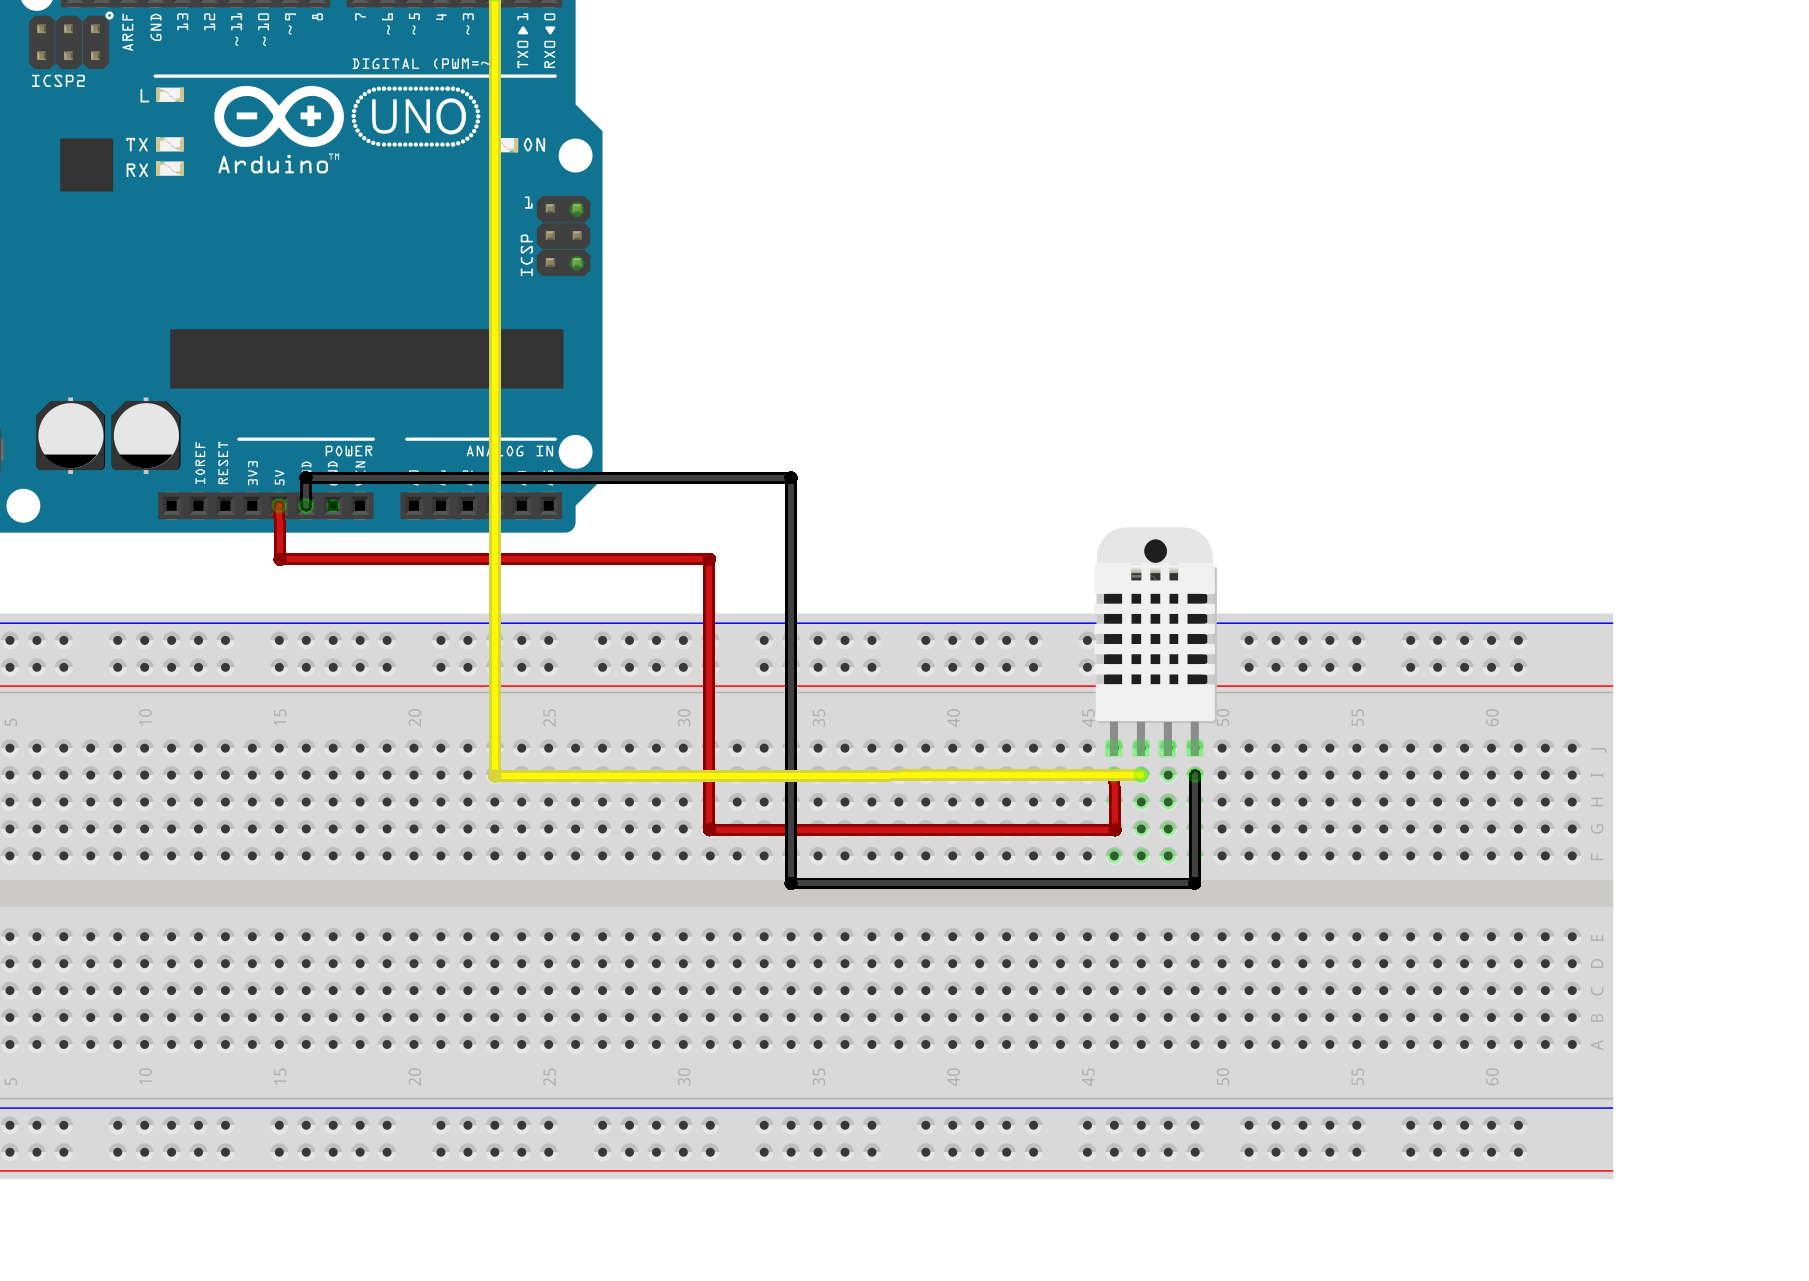 AREF GND 13 12 ~11 ~10 ~9 8 7 ~6 ~5 4 ~3 TX0▶1 RX0◀0
ICSP2
DIGITAL (PWM=~
L
UNO
TX
ON
RX
Arduino™
1
ICSP
POWER
ANALOG IN
IOREF RESET 3V3 5V
5 10 15 20 25 30 35 40 45 50 55 60
J
I
H
G
F
E
D
C
B
A
5 10 15 20 25 30 35 40 45 50 55 60